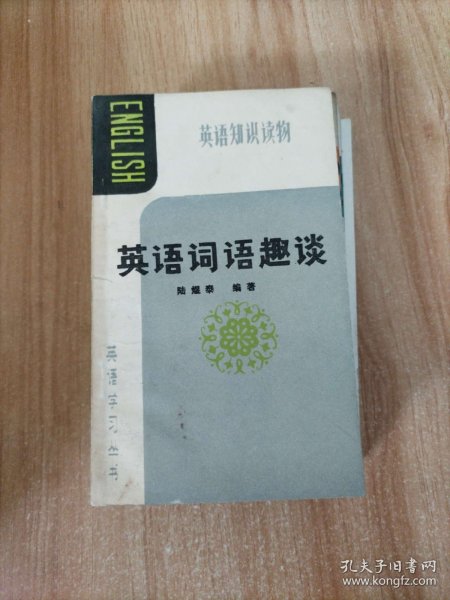 ENGLISH
英语知识读物
英语词语趣谈
陆煜泰 编著
英语学习丛书
孔夫子旧书网
www.kongfz.com